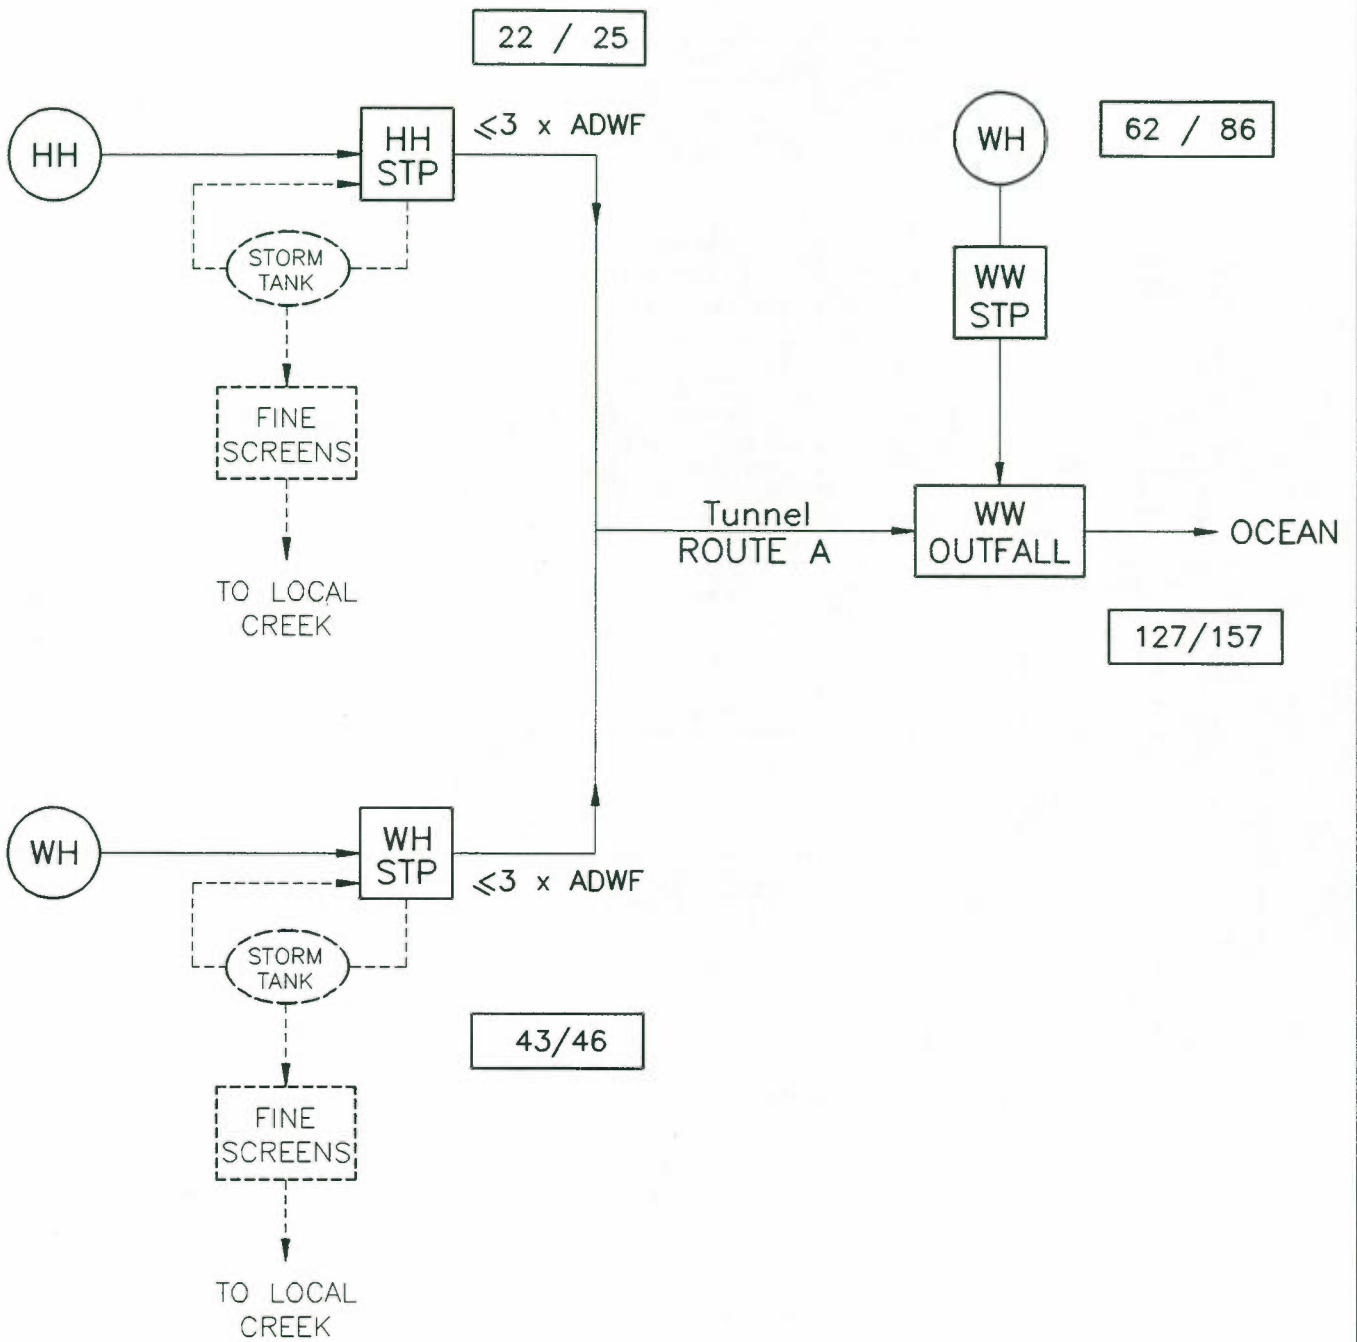 22 / 25
HH
HH
STP
≤3 x ADWF
STORM
TANK
FINE
SCREENS
TO LOCAL
CREEK
WH
62 / 86
WW
STP
Tunnel
ROUTE A
WW
OUTFALL
OCEAN
127/157
WH
WH
STP
≤3 x ADWF
STORM
TANK
43/46
FINE
SCREENS
TO LOCAL
CREEK